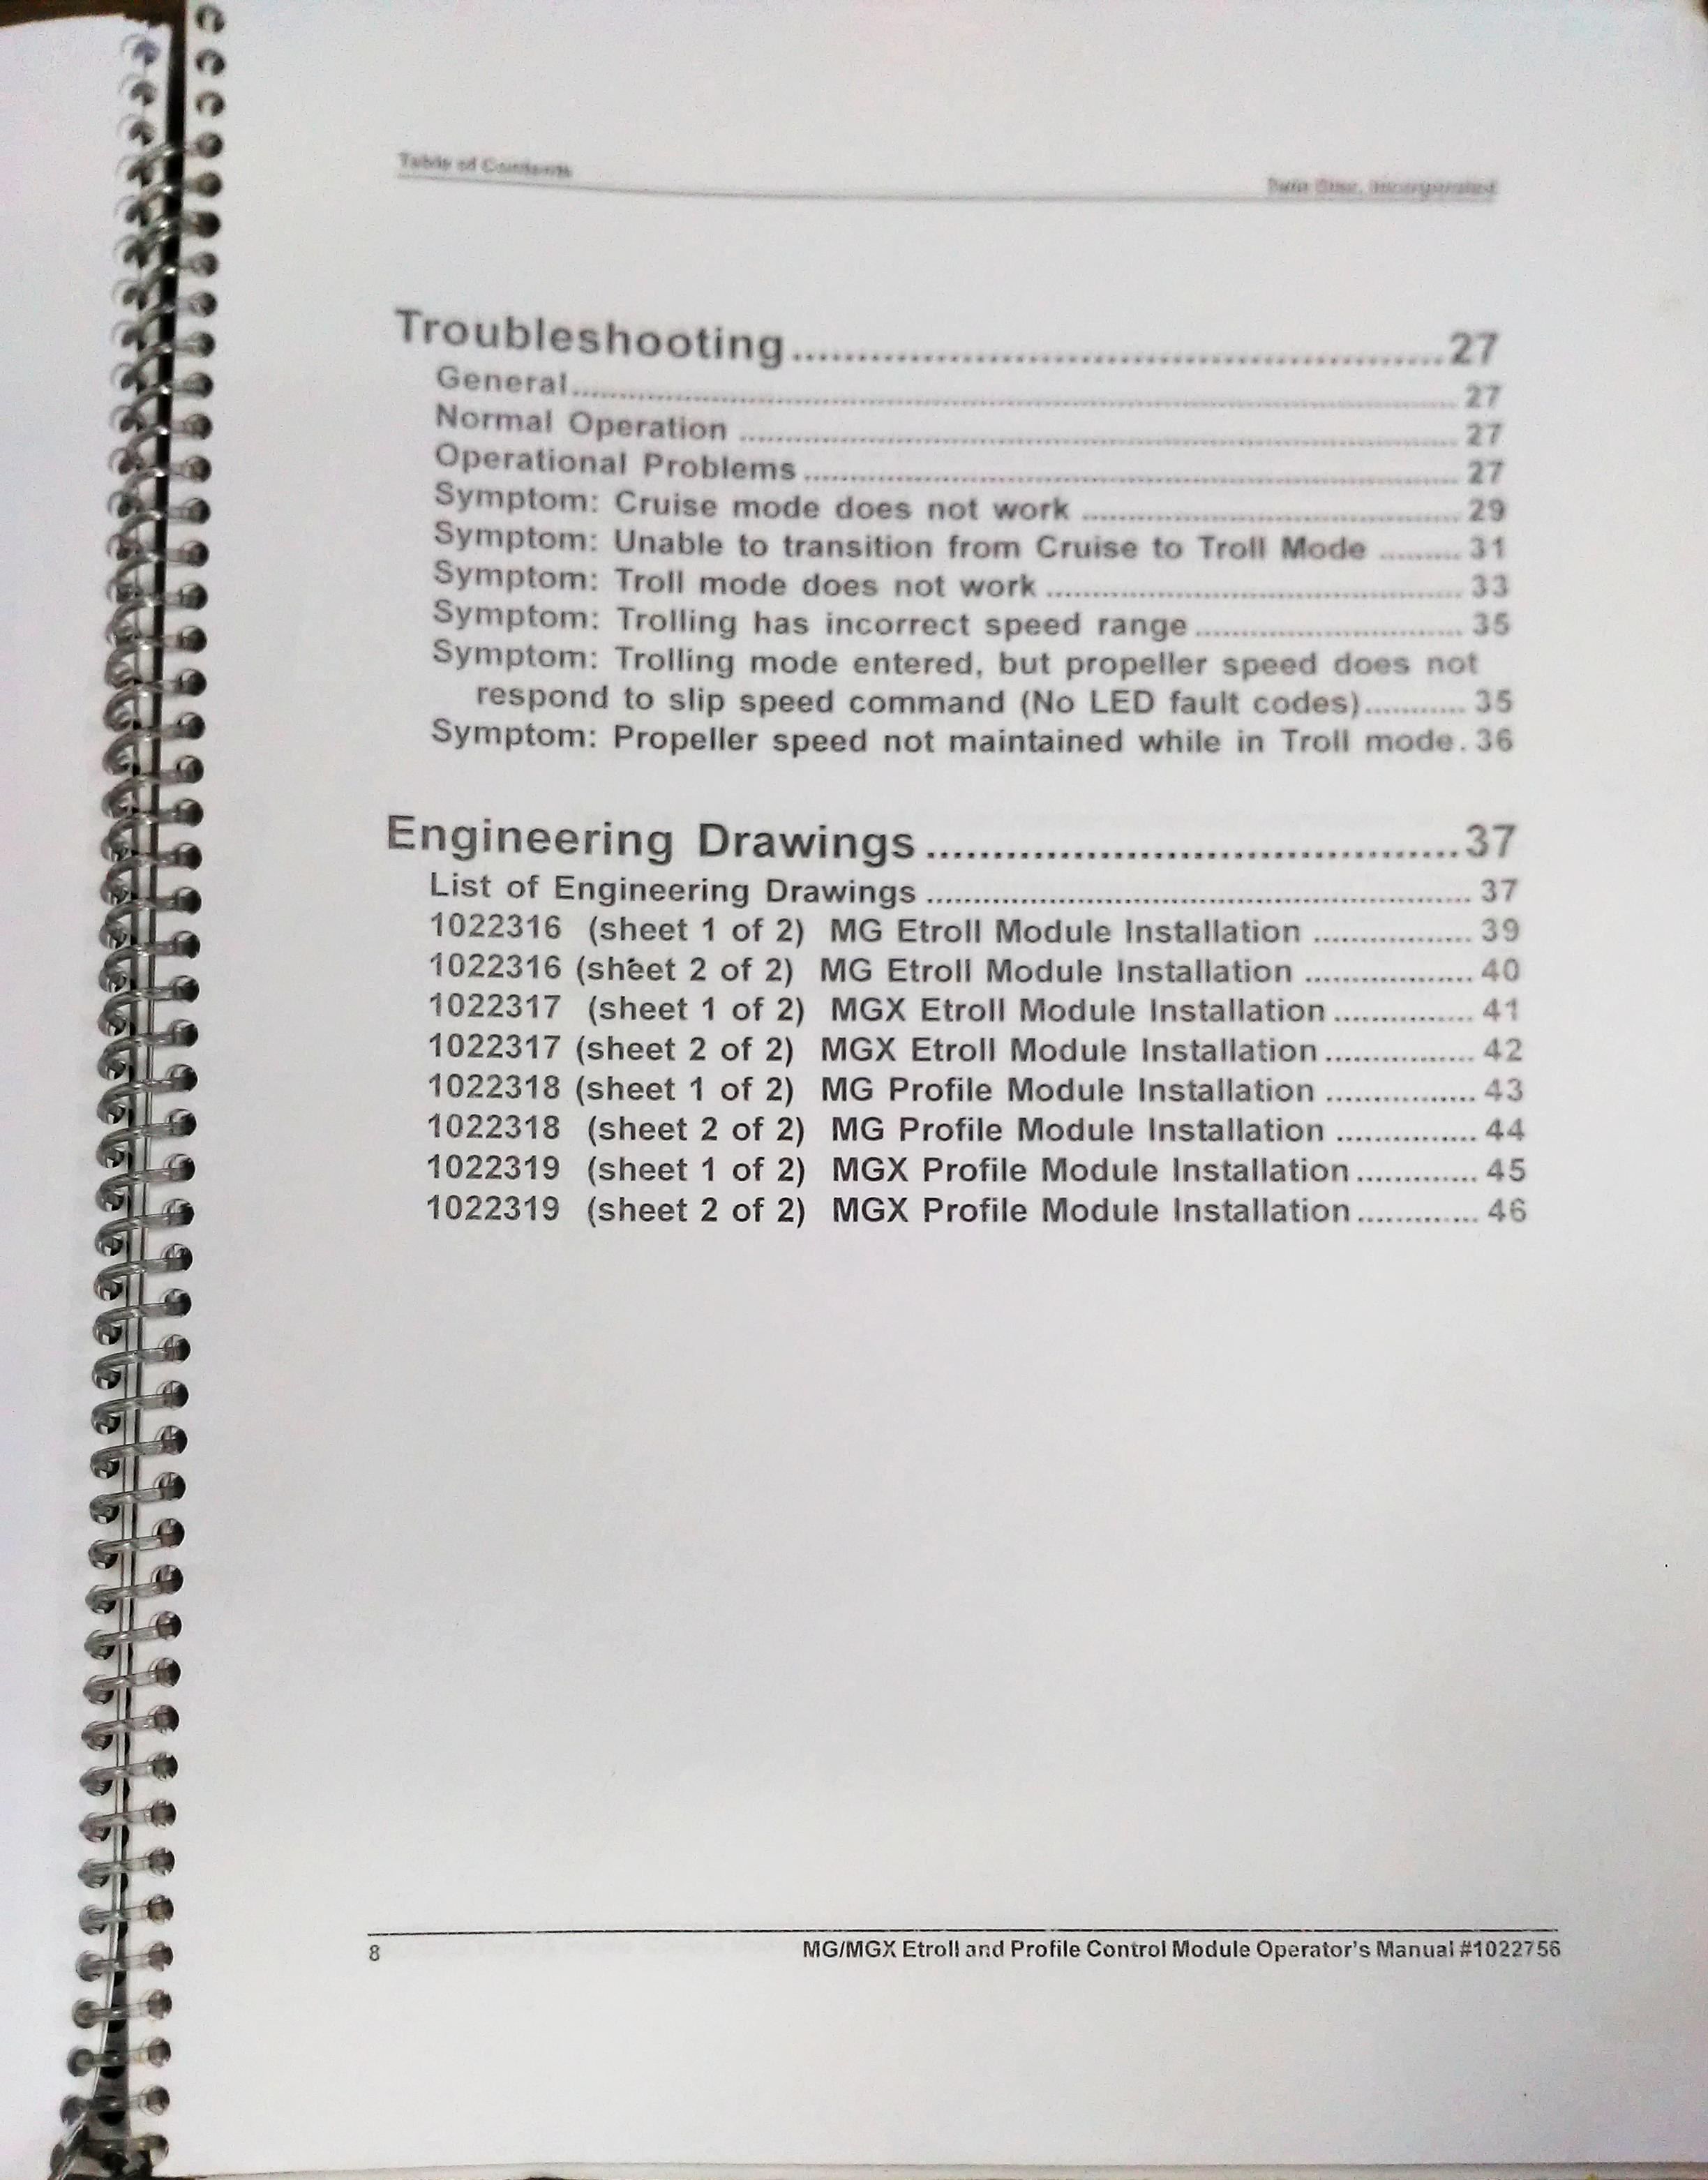 Table of Contents
Twin Disc, Incorporated
Troubleshooting..................................................27
General.......................................................................................... 27
Normal Operation ......................................................................... 27
Operational Problems ................................................................... 27
Symptom: Cruise mode does not work ........................................ 29
Symptom: Unable to transition from Cruise to Troll Mode ......... 31
Symptom: Troll mode does not work ............................................ 33
Symptom: Trolling has incorrect speed range ............................ 35
Symptom: Trolling mode entered, but propeller speed does not
respond to slip speed command (No LED fault codes)........... 35
Symptom: Propeller speed not maintained while in Troll mode. 36
Engineering Drawings ........................................37
List of Engineering Drawings ......................................................... 37
1022316 (sheet 1 of 2) MG Etroll Module Installation ................. 39
1022316 (sheet 2 of 2) MG Etroll Module Installation .................. 40
1022317 (sheet 1 of 2) MGX Etroll Module Installation ............... 41
1022317 (sheet 2 of 2) MGX Etroll Module Installation ................ 42
1022318 (sheet 1 of 2) MG Profile Module Installation ................ 43
1022318 (sheet 2 of 2) MG Profile Module Installation ............... 44
1022319 (sheet 1 of 2) MGX Profile Module Installation ............. 45
1022319 (sheet 2 of 2) MGX Profile Module Installation ............. 46
8
MG/MGX Etroll and Profile Control Module Operator's Manual #1022756